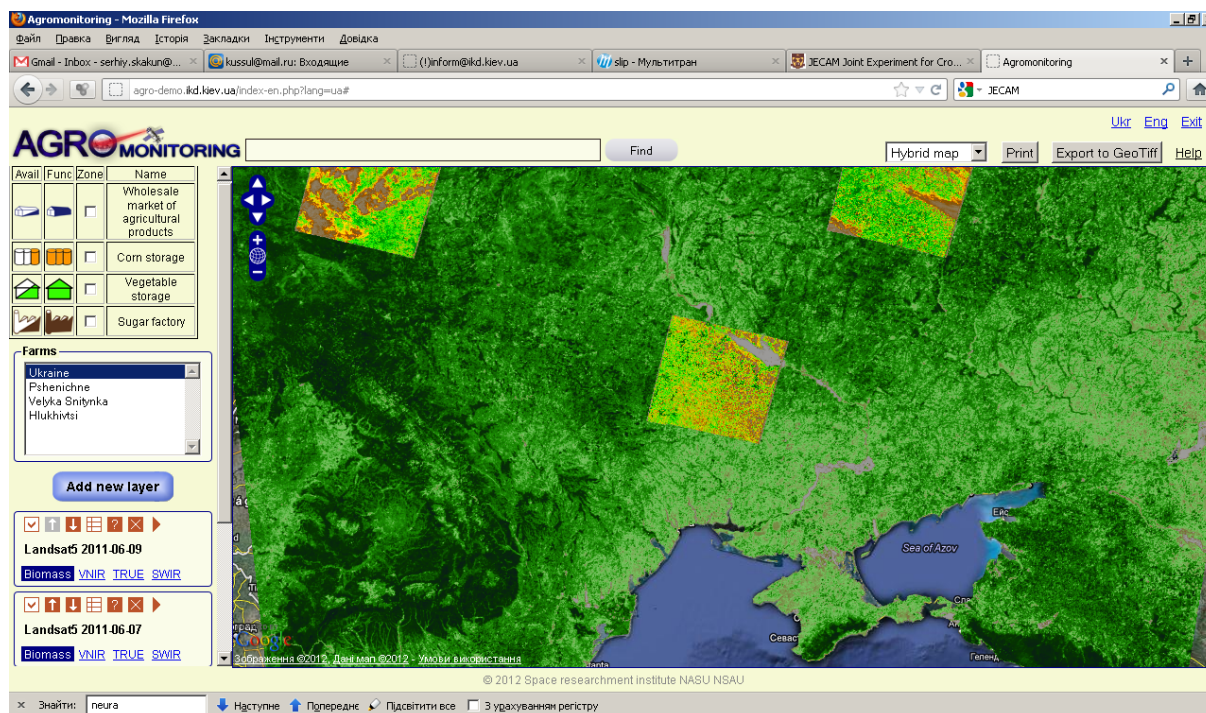 Agromonitoring - Mozilla Firefox
Файл Правка Вигляд Історія Закладки Інструменти Довідка
Gmail - Inbox - serhiy.skakun@... × kussul@mail.ru: Входящие × (!)inform@ikd.kiev.ua × slip - Мультитран × JECAM Joint Experiment for Cro... × Agromonitoring × +
agro-demo.ikd.kiev.ua/index-en.php?lang=ua# JECAM
Ukr Eng Exit
AGROMONITORING Find Hybrid map Print Export to GeoTiff Help
Avail Func Zone Name
Wholesale
market of
agricultural
products
Corn storage
Vegetable
storage
Sugar factory
Farms
Ukraine
Pshenichne
Velyka Snitynka
Hlukhivtsi
Add new layer
Landsat5 2011-06-09
Biomass VNIR TRUE SWIR
Landsat5 2011-06-07
Biomass VNIR TRUE SWIR
Ейс
Sea of Azov
Севас
Геленд
Google
Зображення ©2012, Дані мап ©2012 - Умови використання
© 2012 Space researchment institute NASU NSAU
× Знайти: neura Наступне Попереднє Підсвітити все З урахуванням регістру